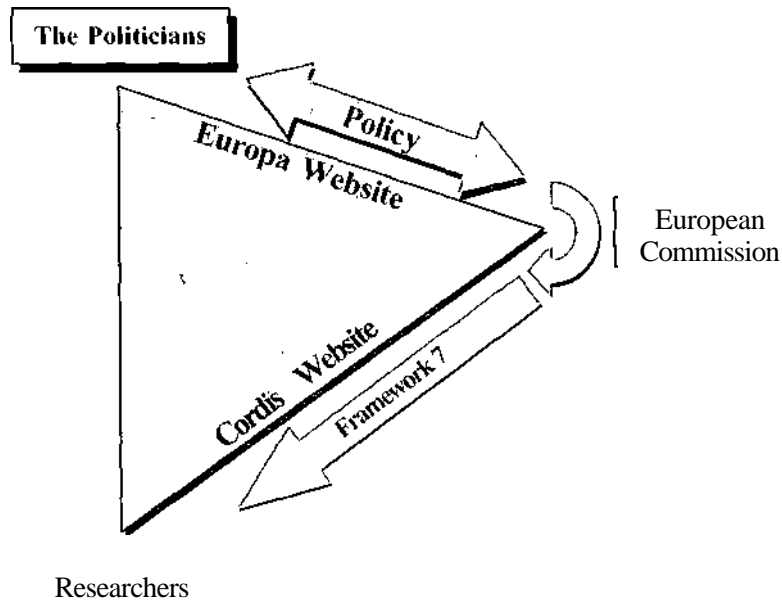 The Politicians
Policy
Europa Website
European
Commission
Cordis Website
Framework 7
Researchers